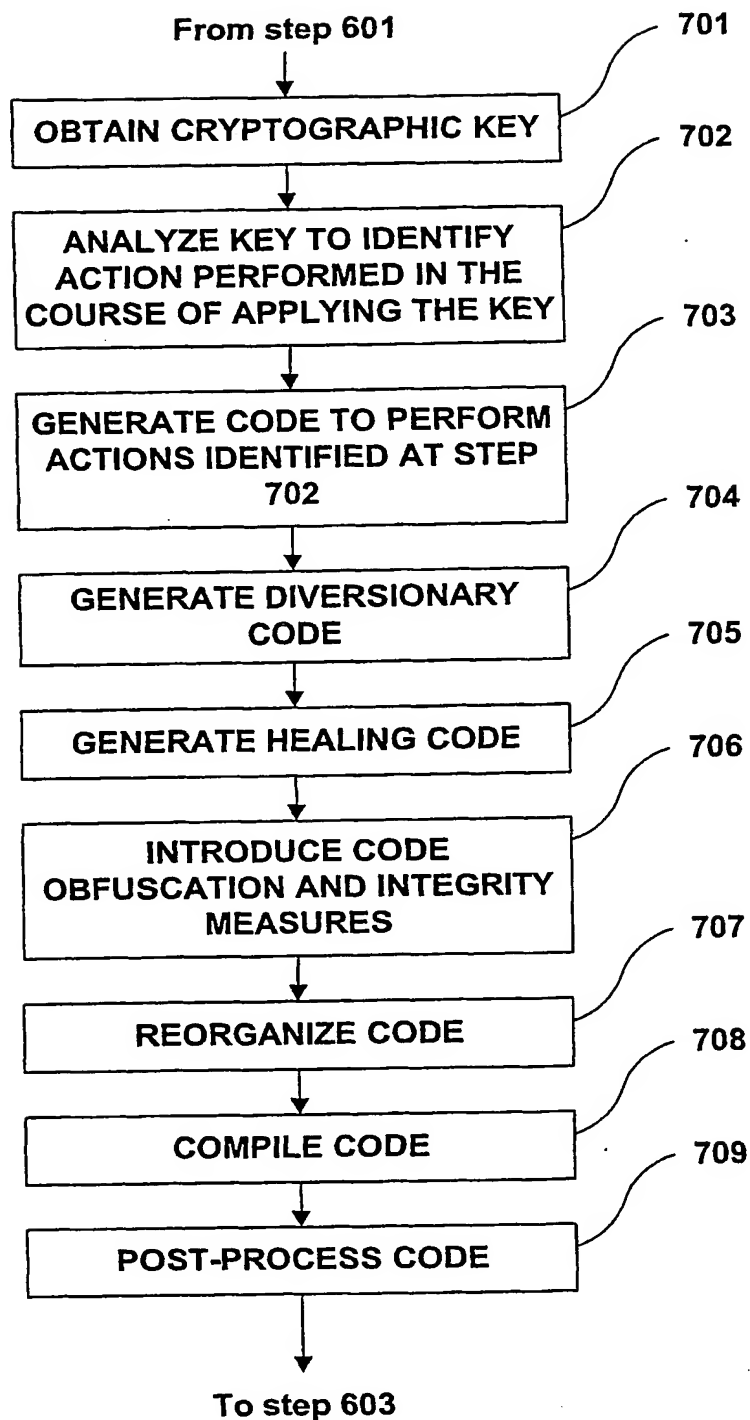 From step 601
701
OBTAIN CRYPTOGRAPHIC KEY
702
ANALYZE KEY TO IDENTIFY
ACTION PERFORMED IN THE
COURSE OF APPLYING THE KEY
703
GENERATE CODE TO PERFORM
ACTIONS IDENTIFIED AT STEP
702
704
GENERATE DIVERSIONARY
CODE
705
GENERATE HEALING CODE
706
INTRODUCE CODE
OBFUSCATION AND INTEGRITY
MEASURES
707
REORGANIZE CODE
708
COMPILE CODE
709
POST-PROCESS CODE
To step 603